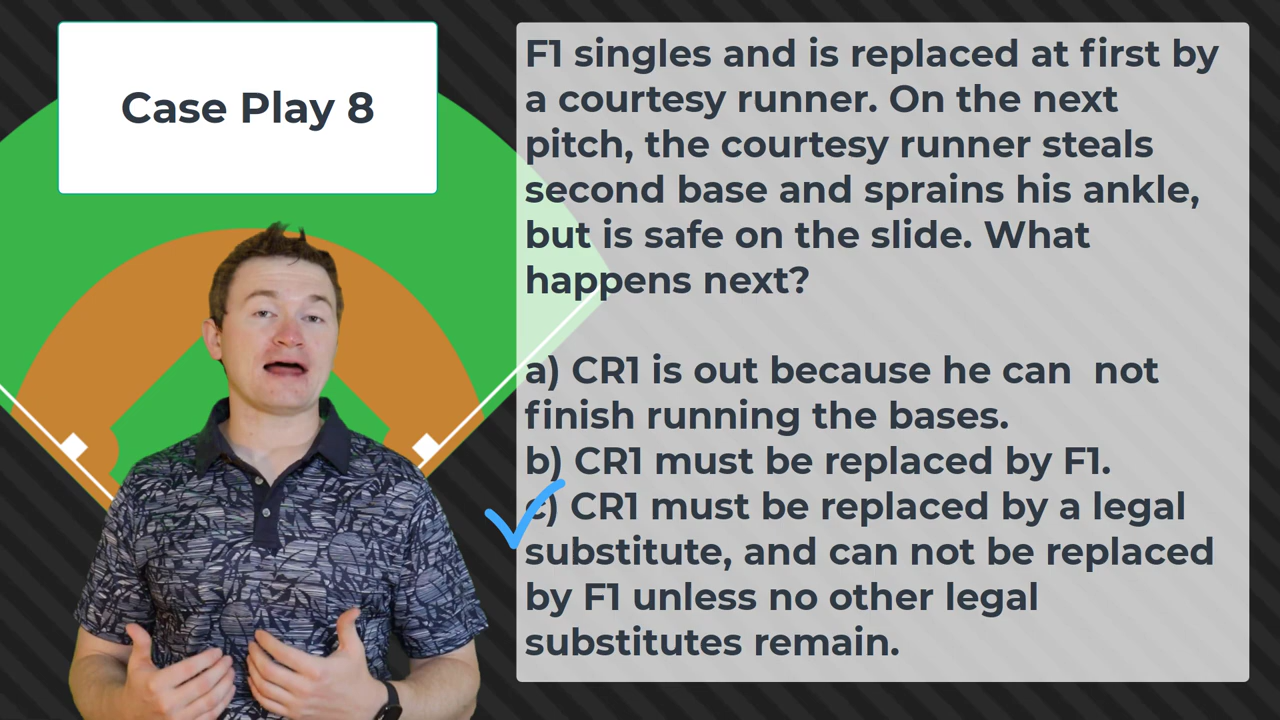 Case Play 8
F1 singles and is replaced at first by
a courtesy runner. On the next
pitch, the courtesy runner steals
second base and sprains his ankle,
but is safe on the slide. What
happens next?
a) CR1 is out because he can  not
finish running the bases.
b) CR1 must be replaced by F1.
c) CR1 must be replaced by a legal
substitute, and can not be replaced
by F1 unless no other legal
substitutes remain.